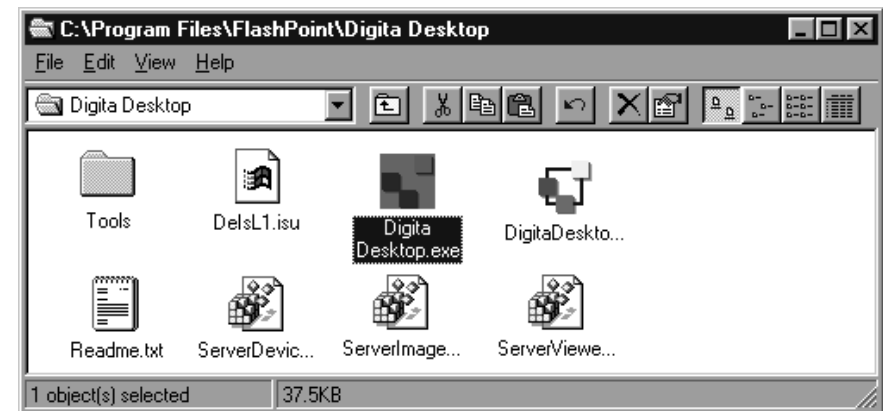 C:\Program Files\FlashPoint\Digita Desktop
File Edit View Help
Digita Desktop
Tools
DelsL1.isu
Digita
Desktop.exe
DigitaDeskto...
Readme.txt
ServerDevic...
ServerImage...
ServerViewe...
1 object(s) selected
37.5KB